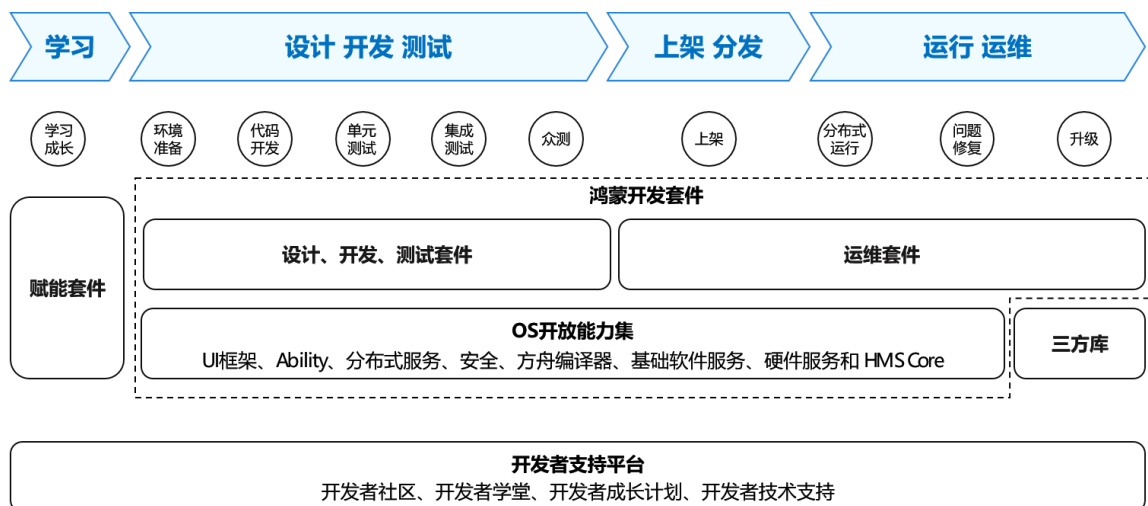 学习
设计 开发 测试
上架 分发
运行 运维
学习
成长
环境
准备
代码
开发
单元
测试
集成
测试
众测
上架
分布式
运行
问题
修复
升级
鸿蒙开发套件
赋能套件
设计、开发、测试套件
运维套件
OS开放能力集
UI框架、Ability、分布式服务、安全、方舟编译器、基础软件服务、硬件服务和 HMS Core
三方库
开发者支持平台
开发者社区、开发者学堂、开发者成长计划、开发者技术支持